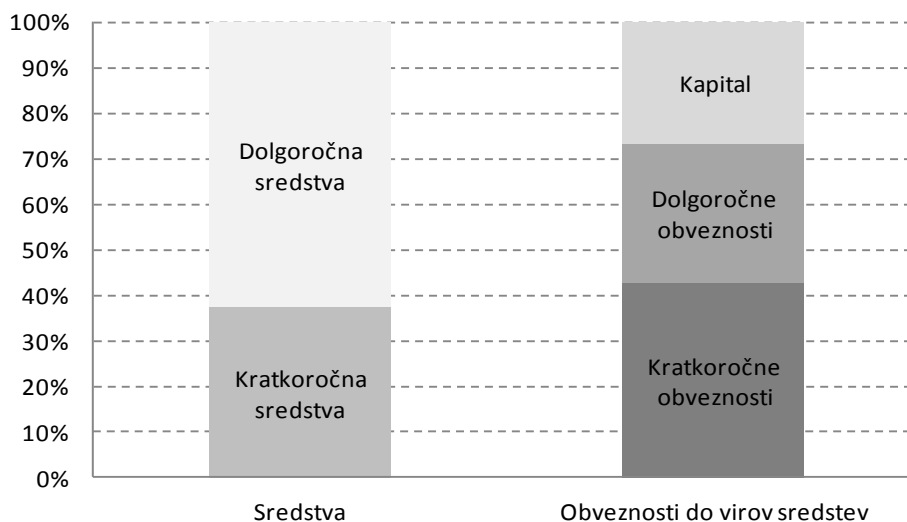 100%
90%
80%
70%
60%
50%
40%
30%
20%
10%
0%
Dolgoročna
sredstva
Kratkoročna
sredstva
Kapital
Dolgoročne
obveznosti
Kratkoročne
obveznosti
Sredstva
Obveznosti do virov sredstev